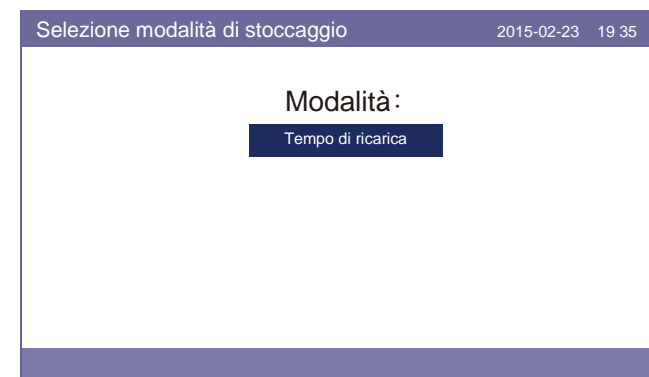 Selezione modalità di stoccaggio 2015-02-23 19 35
Modalità:
Tempo di ricarica